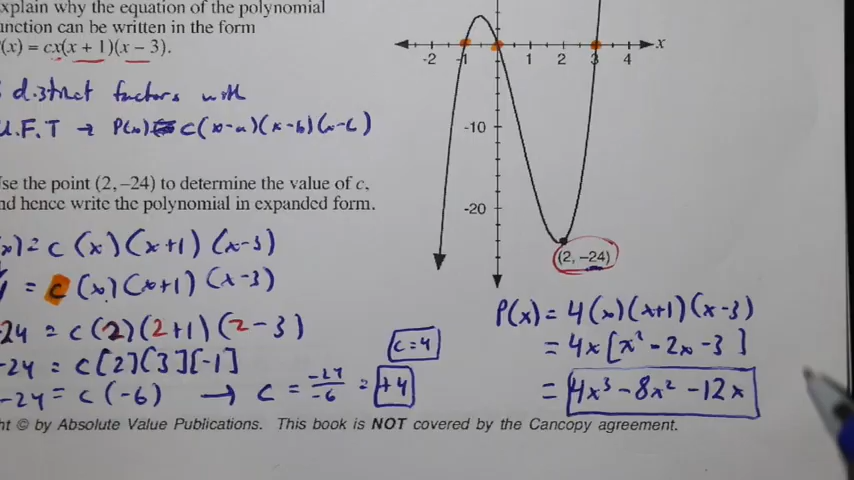 xplain why the equation of the polynomial
unction can be written in the form
(x) = cx(x + 1)(x − 3).
distinct factors with
U.F.T → P(x) = c(x-a)(x-b)(x-c)
se the point (2, −24) to determine the value of c,
nd hence write the polynomial in expanded form.
x) = c (x) (x+1) (x-3)
y = c (x) (x+1) (x-3)
-24 = c (2) (2+1) (2-3)
-24 = c[2][3][-1]
-24 = c (-6) → c = -24/-6 = +4
c=4
x
-2 -1 1 2 3 4
-10
-20
(2, −24)
P(x) = 4(x)(x+1)(x-3)
= 4x[x² - 2x - 3]
= 4x³ - 8x² - 12x
ht © by Absolute Value Publications. This book is NOT covered by the Cancopy agreement.